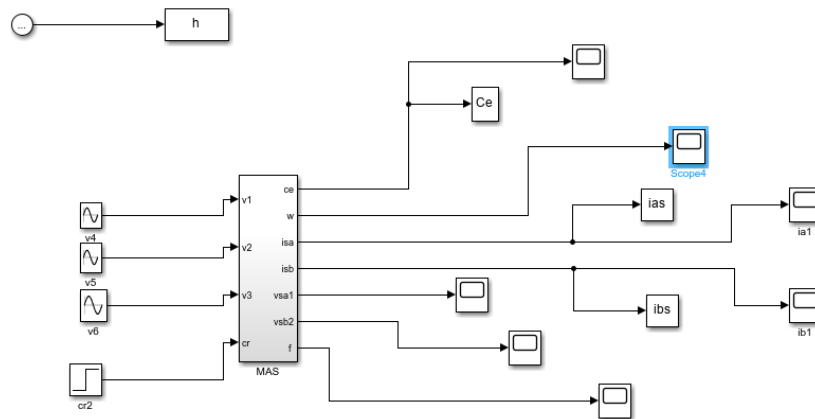 ...
h
Ce
Scope4
ce
v1
w
ias
isa
v4
ia1
v2
isb
v5
v3
vsa1
ibs
v6
vsb2
ib1
cr
f
MAS
cr2